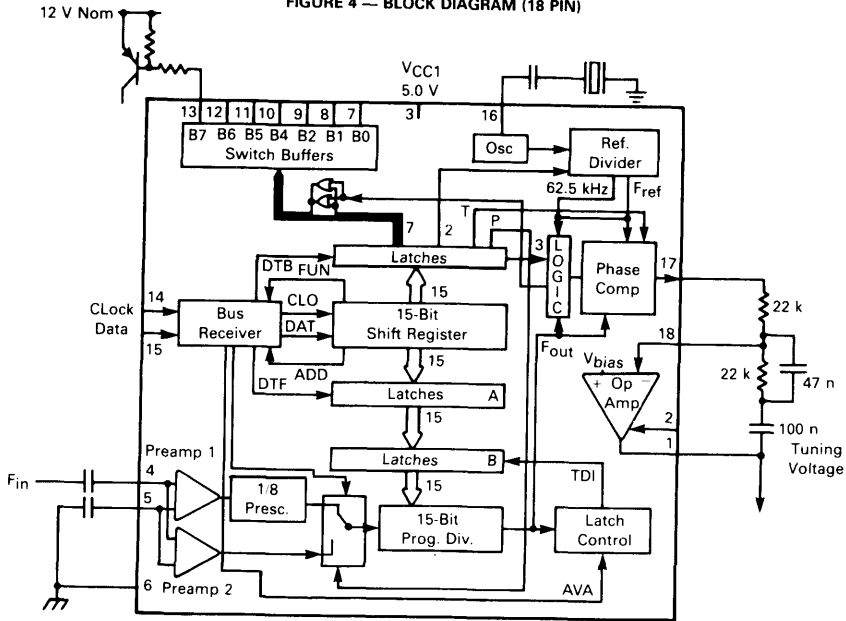 FIGURE 4 — BLOCK DIAGRAM (18 PIN)
12 V Nom
VCC1
5.0 V
3
16
13 12 11 10 9 8 7
B7 B6 B5 B4 B2 B1 B0
Switch Buffers
Osc
Ref.
Divider
62.5 kHz
Fref
7
2
T
P
3
LOGIC
Phase
Comp
17
DTB
FUN
Latches
15
CLock
Data
14
15
Bus
Receiver
CLO
DAT
15-Bit
Shift Register
ADD
DTF
15
Latches A
15
Latches B
15
Fout
22 k
18
Vbias
+ Op −
Amp
22 k
47 n
2
1
100 n
Tuning
Voltage
TDI
Preamp 1
Fin
4
5
1/8
Presc.
15-Bit
Prog. Div.
Latch
Control
6
Preamp 2
AVA